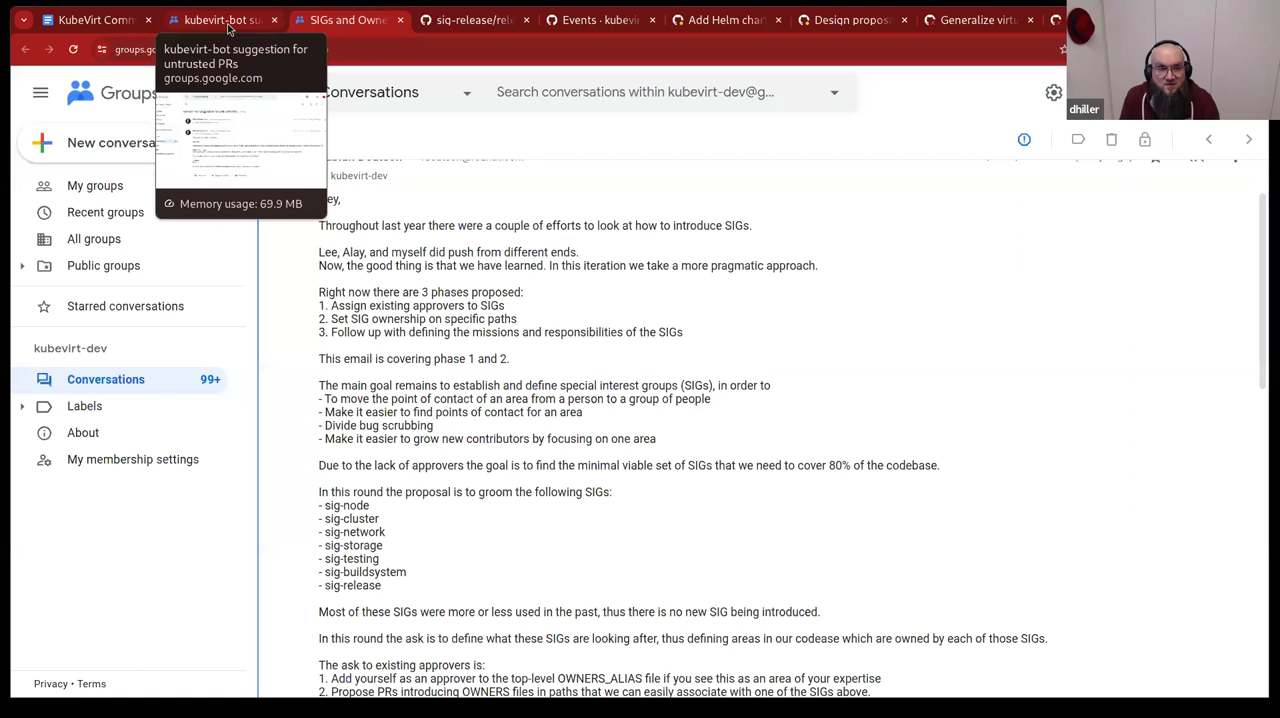 KubeVirt Comm
kubevirt-bot su
SIGs and Owne
sig-release/rel
Events · kubevi
Add Helm char
Design propos
Generalize virt
groups.go
kubevirt-bot suggestion for
untrusted PRs
groups.google.com
Memory usage: 69.9 MB
dhiller
Groups
Conversations
Search conversations within kubevirt-dev@g...
New conversa
My groups
Recent groups
All groups
Public groups
Starred conversations
kubevirt-dev
Conversations 99+
Labels
About
My membership settings
Privacy • Terms
kubevirt-dev
ey,
Throughout last year there were a couple of efforts to look at how to introduce SIGs.
Lee, Alay, and myself did push from different ends.
Now, the good thing is that we have learned. In this iteration we take a more pragmatic approach.
Right now there are 3 phases proposed:
1. Assign existing approvers to SIGs
2. Set SIG ownership on specific paths
3. Follow up with defining the missions and responsibilities of the SIGs
This email is covering phase 1 and 2.
The main goal remains to establish and define special interest groups (SIGs), in order to
- To move the point of contact of an area from a person to a group of people
- Make it easier to find points of contact for an area
- Divide bug scrubbing
- Make it easier to grow new contributors by focusing on one area
Due to the lack of approvers the goal is to find the minimal viable set of SIGs that we need to cover 80% of the codebase.
In this round the proposal is to groom the following SIGs:
- sig-node
- sig-cluster
- sig-network
- sig-storage
- sig-testing
- sig-buildsystem
- sig-release
Most of these SIGs were more or less used in the past, thus there is no new SIG being introduced.
In this round the ask is to define what these SIGs are looking after, thus defining areas in our codease which are owned by each of those SIGs.
The ask to existing approvers is:
1. Add yourself as an approver to the top-level OWNERS_ALIAS file if you see this as an area of your expertise
2. Propose PRs introducing OWNERS files in paths that we can easily associate with one of the SIGs above.